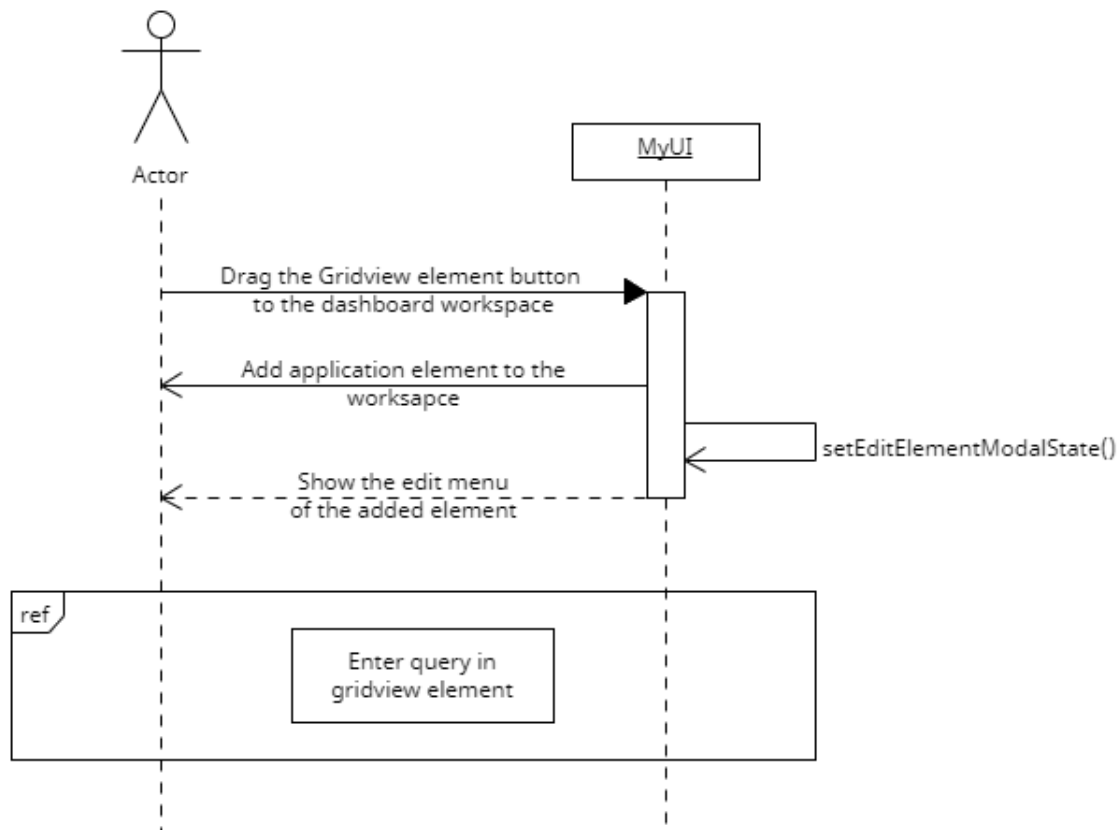 MyUI
Actor
Drag the Gridview element button
to the dashboard workspace
Add application element to the
worksapce
setEditElementModalState()
Show the edit menu
of the added element
ref
Enter query in
gridview element